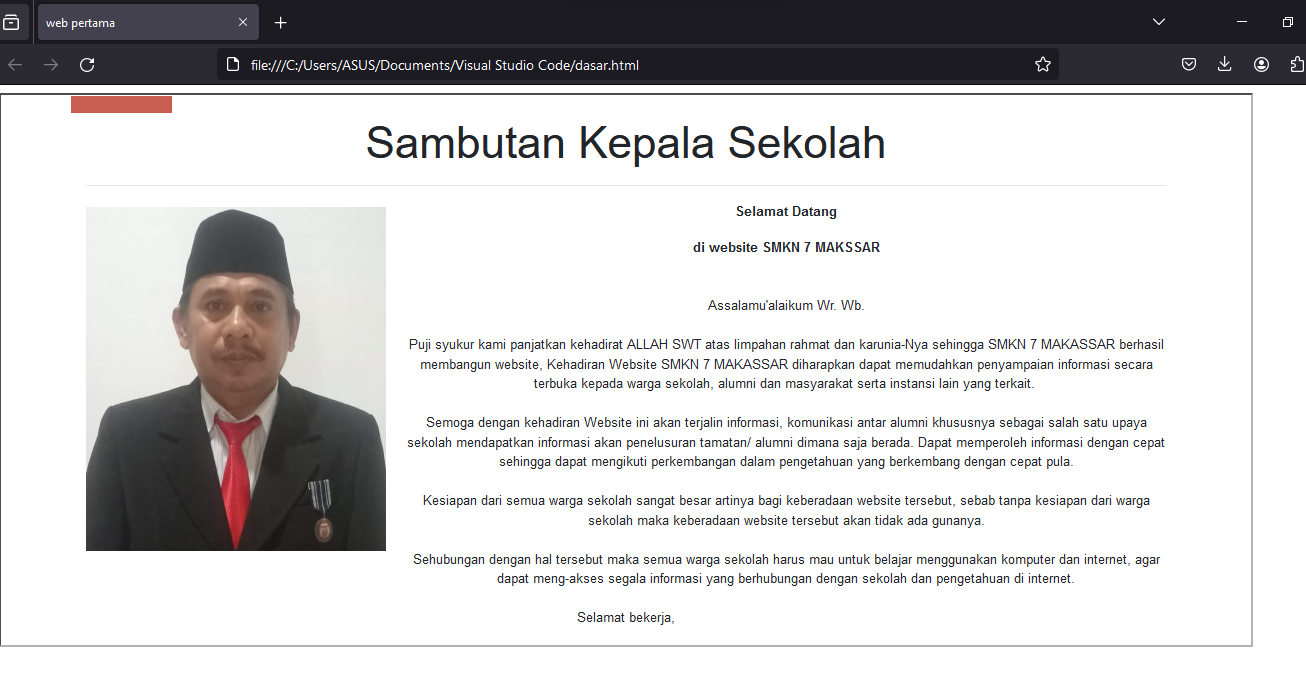 web pertama
file:///C:/Users/ASUS/Documents/Visual Studio Code/dasar.html
Sambutan Kepala Sekolah
Selamat Datang
di website SMKN 7 MAKSSAR
Assalamu'alaikum Wr. Wb.
Puji syukur kami panjatkan kehadirat ALLAH SWT atas limpahan rahmat dan karunia-Nya sehingga SMKN 7 MAKASSAR berhasil
membangun website, Kehadiran Website SMKN 7 MAKASSAR diharapkan dapat memudahkan penyampaian informasi secara
terbuka kepada warga sekolah, alumni dan masyarakat serta instansi lain yang terkait.
Semoga dengan kehadiran Website ini akan terjalin informasi, komunikasi antar alumni khususnya sebagai salah satu upaya
sekolah mendapatkan informasi akan penelusuran tamatan/ alumni dimana saja berada. Dapat memperoleh informasi dengan cepat
sehingga dapat mengikuti perkembangan dalam pengetahuan yang berkembang dengan cepat pula.
Kesiapan dari semua warga sekolah sangat besar artinya bagi keberadaan website tersebut, sebab tanpa kesiapan dari warga
sekolah maka keberadaan website tersebut akan tidak ada gunanya.
Sehubungan dengan hal tersebut maka semua warga sekolah harus mau untuk belajar menggunakan komputer dan internet, agar
dapat meng-akses segala informasi yang berhubungan dengan sekolah dan pengetahuan di internet.
Selamat bekerja,